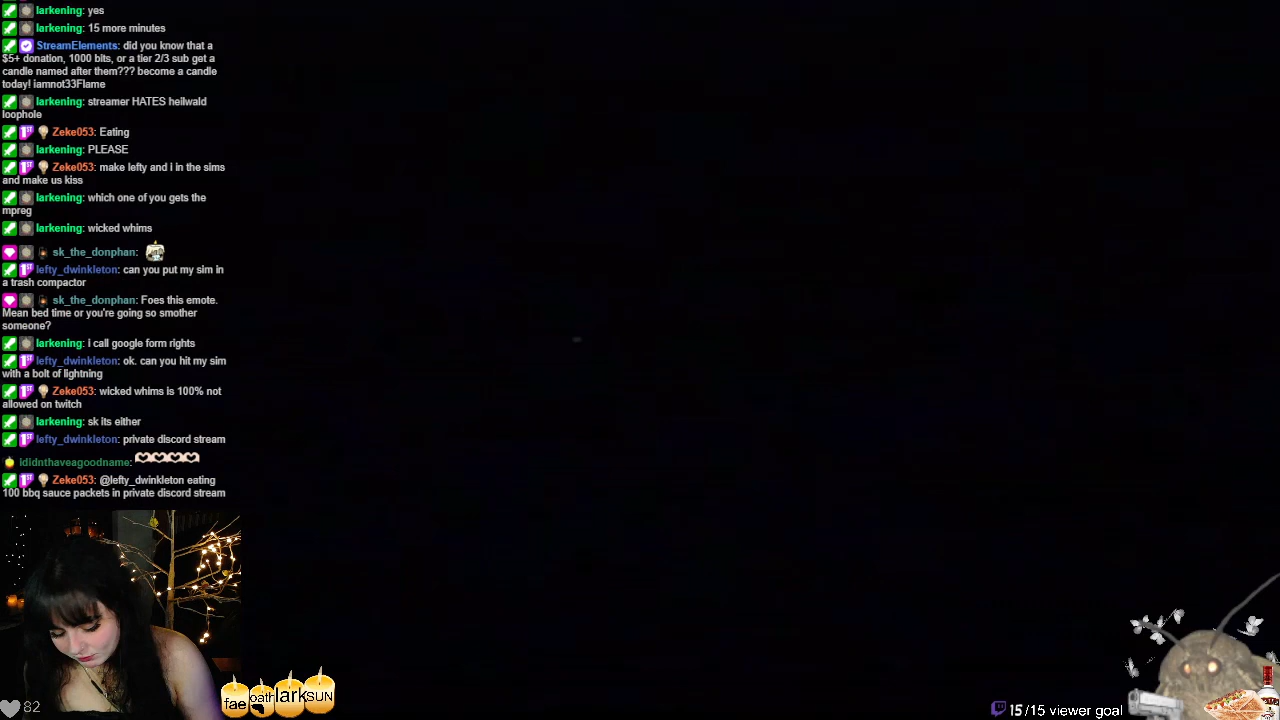 larkening: yes
larkening: 15 more minutes
StreamElements: did you know that a
$5+ donation, 1000 bits, or a tier 2/3 sub get a
candle named after them??? become a candle
today! iamnot33Flame
larkening: streamer HATES heilwald
loophole
Zeke053: Eating
larkening: PLEASE
Zeke053: make lefty and I in the sims
and make us kiss
larkening: which one of you gets the
mpreg
larkening: wicked whims
sk_the_donphan:
lefty_dwinkleton: can you put my sim in
a trash compactor
sk_the_donphan: Foes this emote.
Mean bed time or you're going so smother
someone?
larkening: i call google form rights
lefty_dwinkleton: ok. can you hit my sim
with a bolt of lightning
Zeke053: wicked whims is 100% not
allowed on twitch
larkening: sk its either
lefty_dwinkleton: private discord stream
ididnthaveagoodname:
Zeke053: @lefty_dwinkleton eating
100 bbq sauce packets in private discord stream
82
fae oath lark SUN
15/15 viewer goal